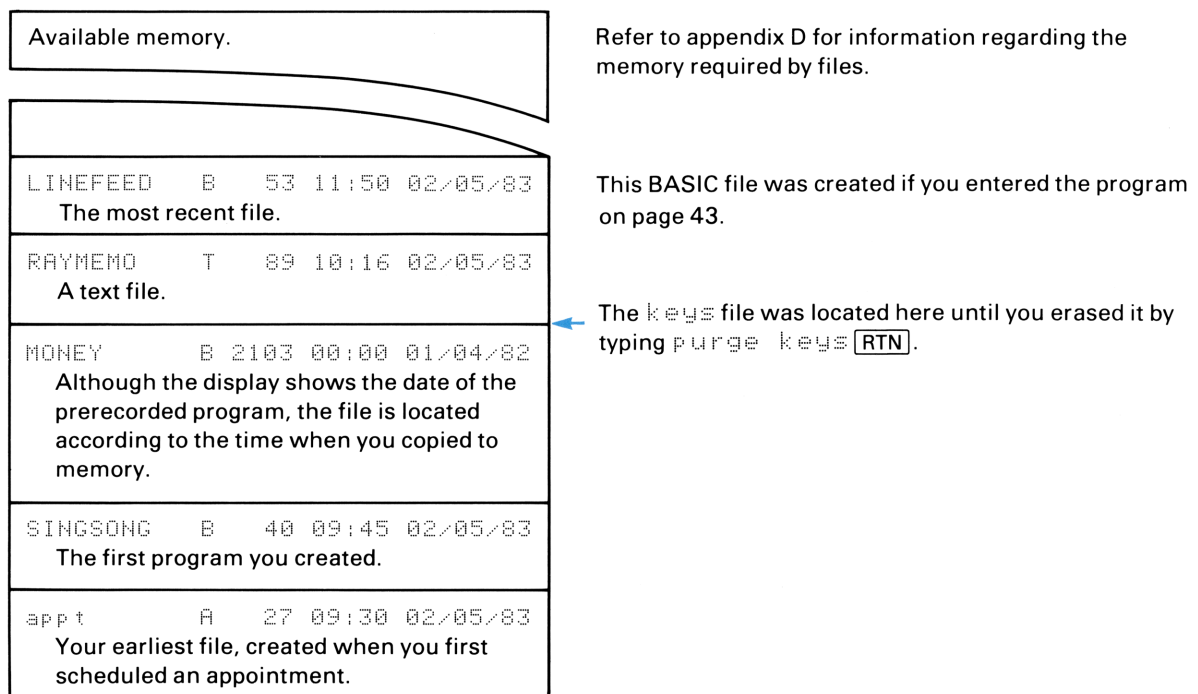 Available memory.
Refer to appendix D for information regarding the
memory required by files.
LINEFEED B 53 11:50 02/05/83
The most recent file.
This BASIC file was created if you entered the program
on page 43.
RAYMEMO T 89 10:16 02/05/83
A text file.
The keys file was located here until you erased it by
typing purge keys RTN.
MONEY B 2103 00:00 01/04/82
Although the display shows the date of the
prerecorded program, the file is located
according to the time when you copied to
memory.
SINGSONG B 40 09:45 02/05/83
The first program you created.
appt A 27 09:30 02/05/83
Your earliest file, created when you first
scheduled an appointment.